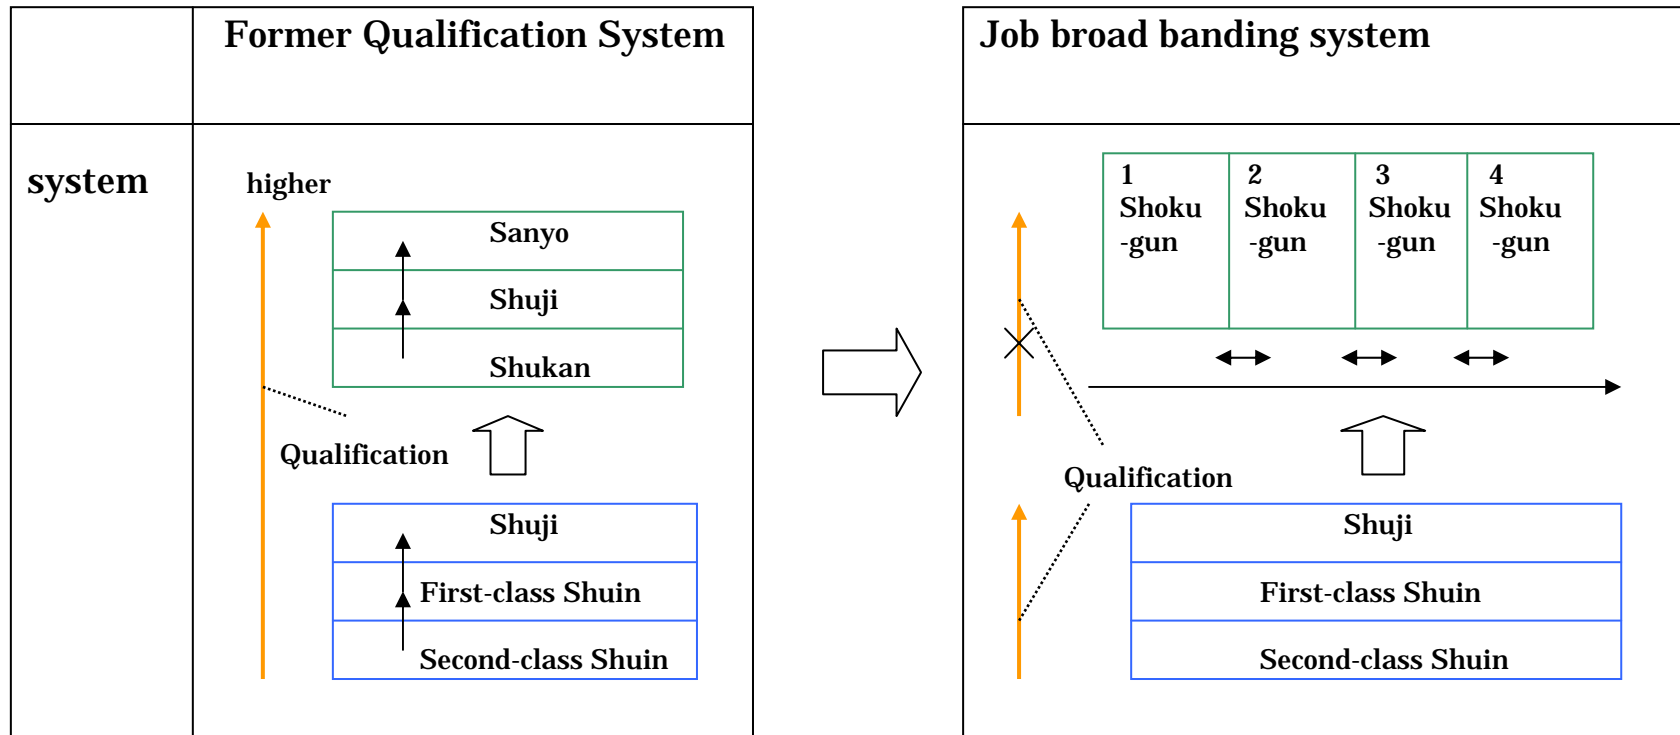 Former Qualification System
Job broad banding system
system
higher
Sanyo
Shuji
Shukan
Qualification
Shuji
First-class Shuin
Second-class Shuin
1
Shoku
-gun
2
Shoku
-gun
3
Shoku
-gun
4
Shoku
-gun
Qualification
Shuji
First-class Shuin
Second-class Shuin